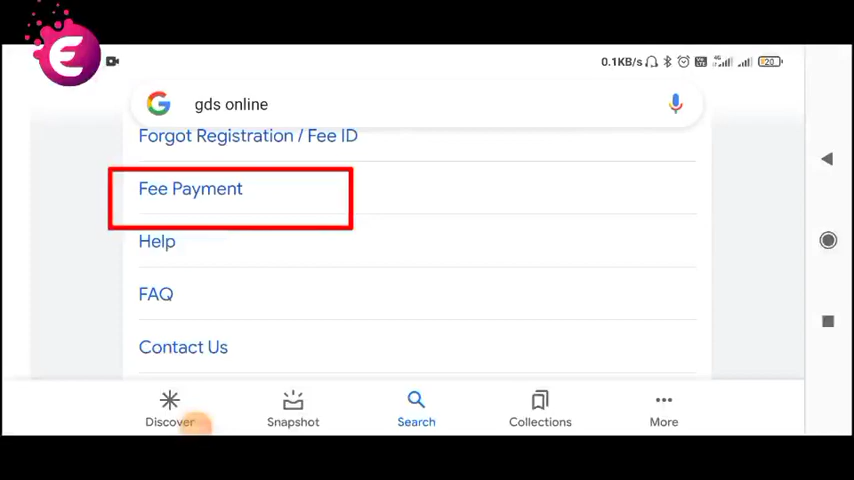 E
0.1KB/s 4G 20
gds online
Forgot Registration / Fee ID
Fee Payment
Help
FAQ
Contact Us
Discover Snapshot Search Collections More